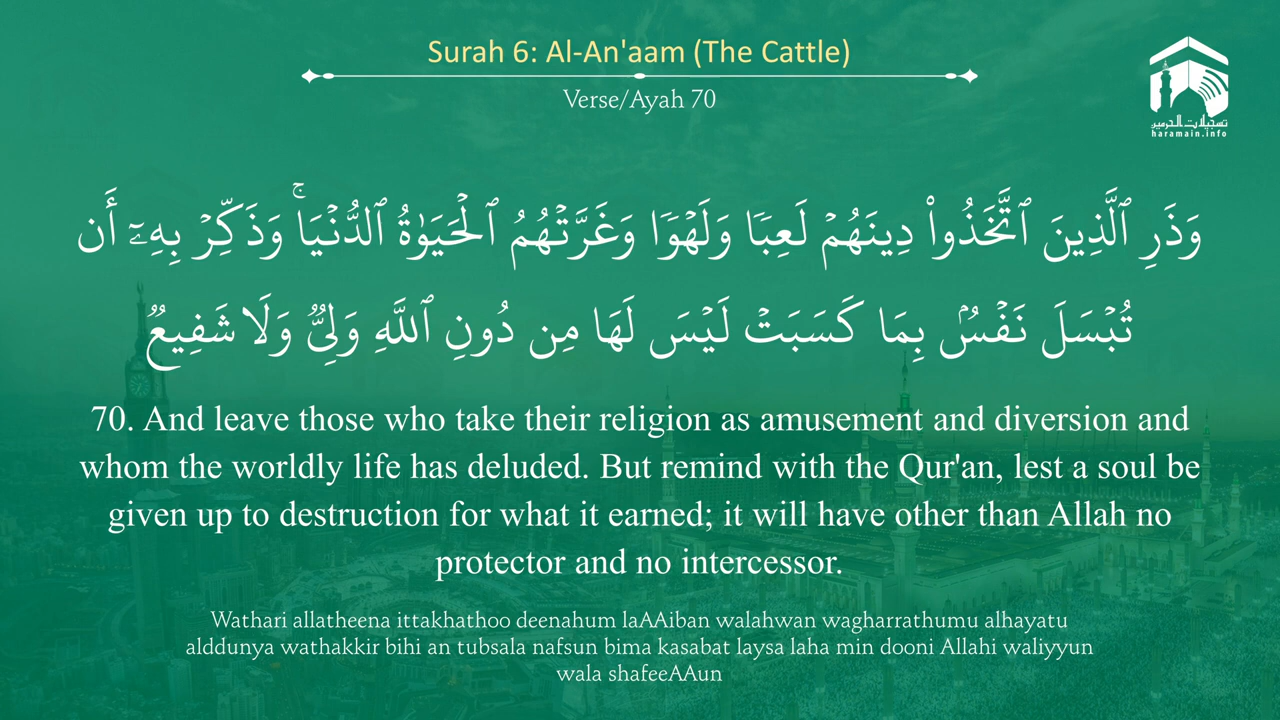 Surah 6: Al-An'aam (The Cattle)
Verse/Ayah 70
تسجيلات الحرمين
haramain.info
وَذَرِ ٱلَّذِينَ ٱتَّخَذُوا۟ دِينَهُمْ لَعِبًا وَلَهْوًا وَغَرَّتْهُمُ ٱلْحَيَوٰةُ ٱلدُّنْيَا ۚ وَذَكِّرْ بِهِۦٓ أَن
تُبْسَلَ نَفْسٌۢ بِمَا كَسَبَتْ لَيْسَ لَهَا مِن دُونِ ٱللَّهِ وَلِىٌّ وَلَا شَفِيعٌ
70. And leave those who take their religion as amusement and diversion and
whom the worldly life has deluded. But remind with the Qur'an, lest a soul be
given up to destruction for what it earned; it will have other than Allah no
protector and no intercessor.
Wathari allatheena ittakhathoo deenahum laAAiban walahwan wagharrathumu alhayatu
alddunya wathakkir bihi an tubsala nafsun bima kasabat laysa laha min dooni Allahi waliyyun
wala shafeeAAun